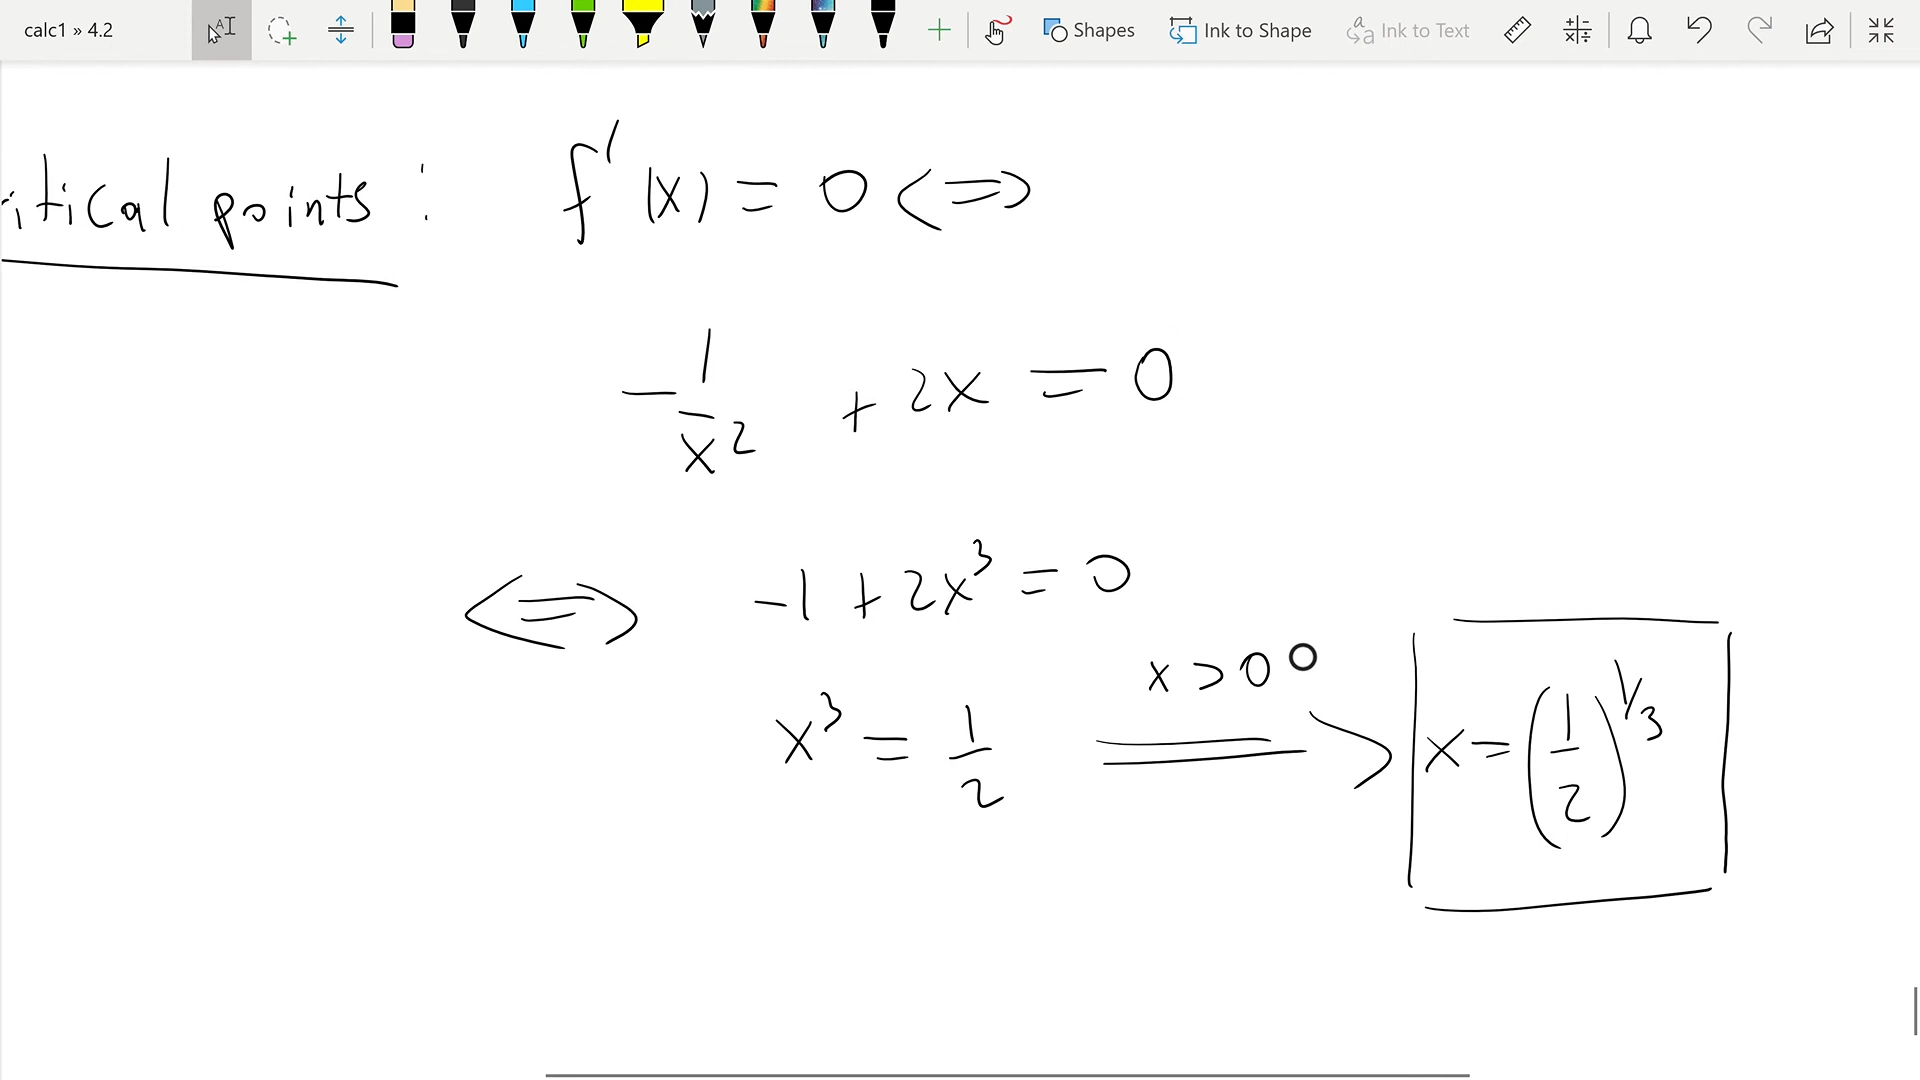 calc1 » 4.2 Shapes Ink to Shape Ink to Text
itical points : f'(x) = 0 <=>
-1/x² + 2x = 0
<=> -1 + 2x³ = 0
x > 0
x³ = 1/2 => x = (1/2)^1/3